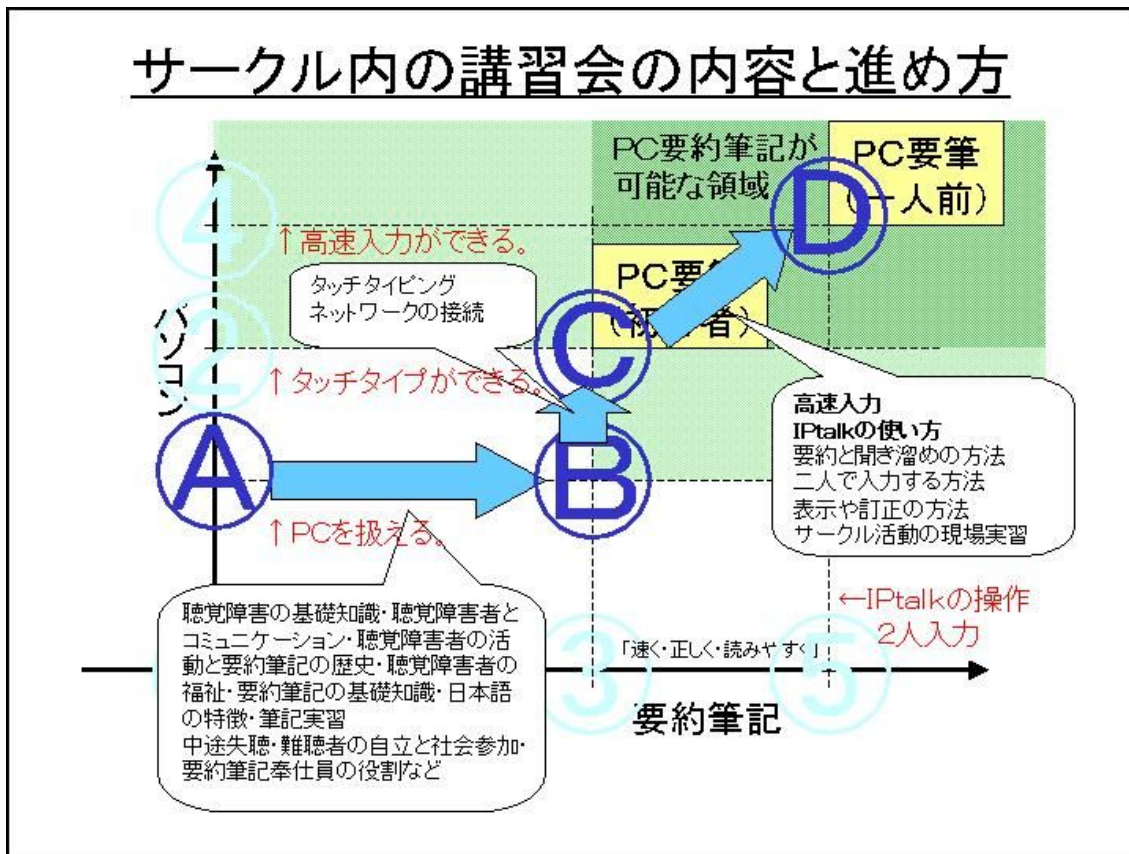 サークル内の講習会の内容と進め方
PC要約筆記が
可能な領域
PC要筆
(一人前)
D
④
↑高速入力ができる。
タッチタイピング
ネットワークの接続
PC要
C
パソコン
②
↑タッチタイプができる。
高速入力
IPtalkの使い方
要約と聞き溜めの方法
二人で入力する方法
表示や訂正の方法
サークル活動の現場実習
A
B
↑PCを扱える。
聴覚障害の基礎知識・聴覚障害者と
コミュニケーション・聴覚障害者の活
動と要約筆記の歴史・聴覚障害者の
福祉・要約筆記の基礎知識・日本語
の特徴・筆記実習
中途失聴・難聴者の自立と社会参加・
要約筆記奉仕員の役割など
←IPtalkの操作
2人入力
「速く・正しく・読みやすく」
③
⑤
要約筆記